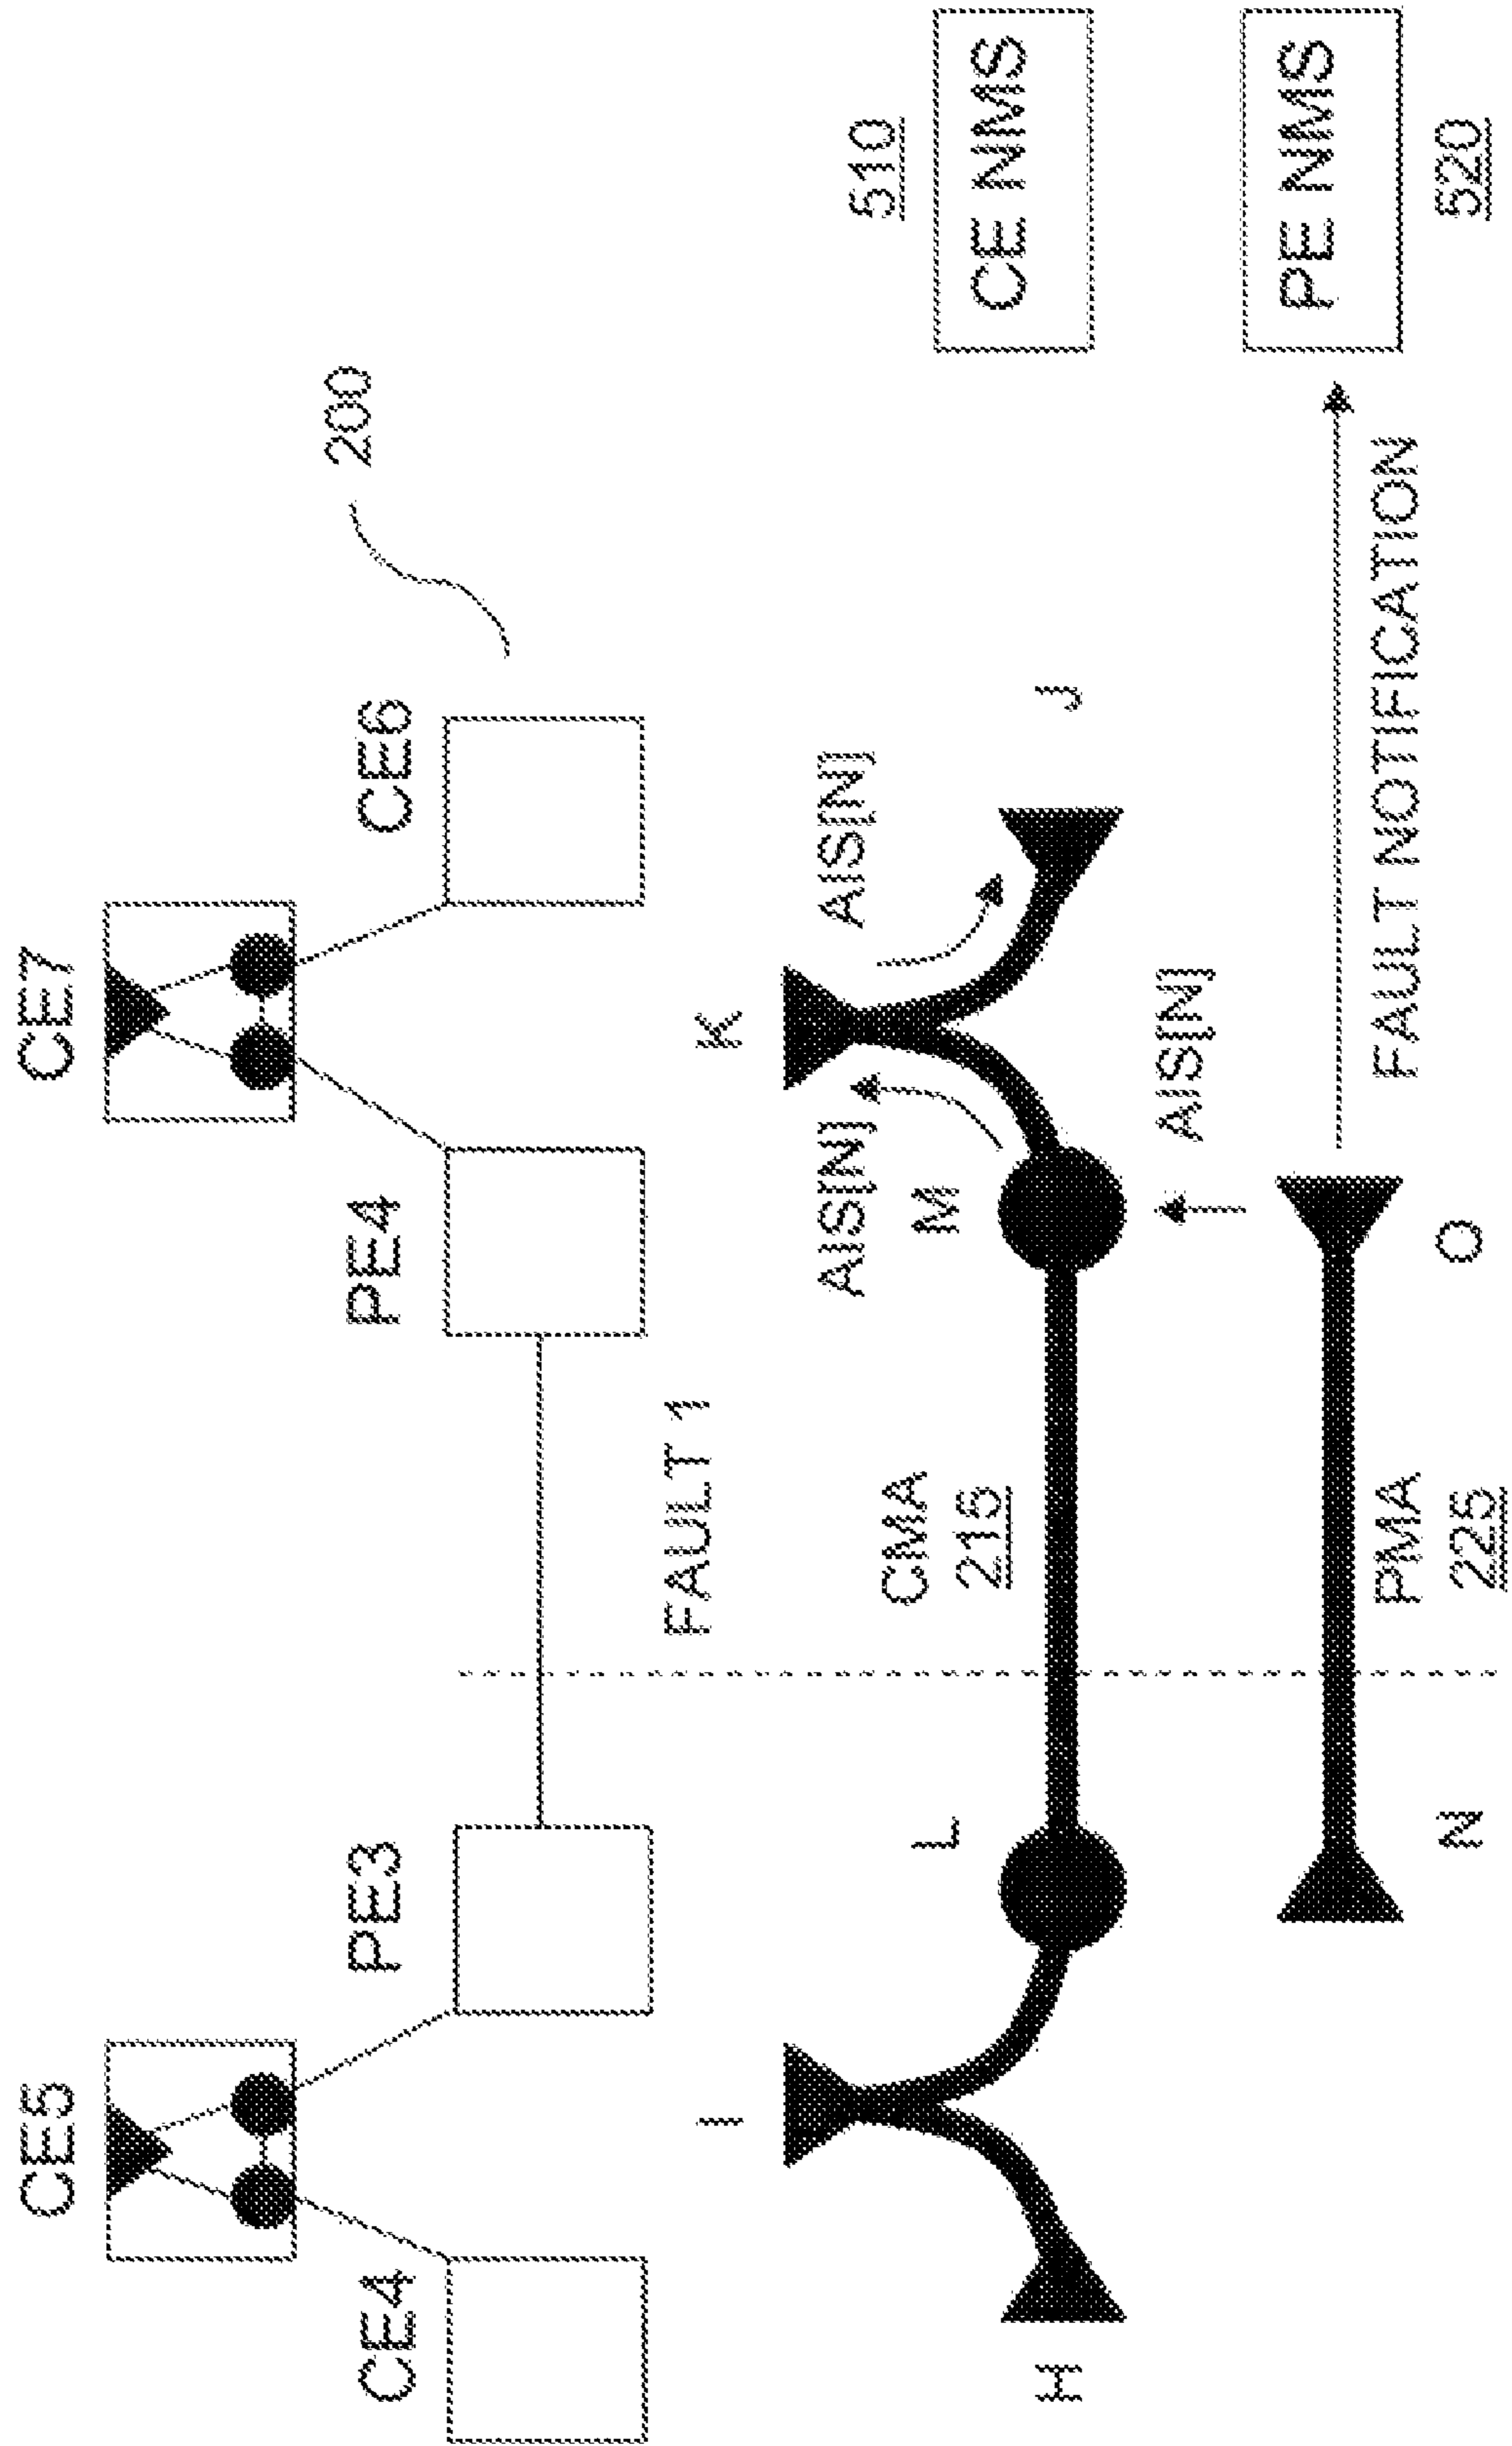 CE5
CE7
CE4
PE3
PE4
CE6
200
FAULT 1
I
K
H
L
CMA
215
M
AIS[N]
AIS[N]
J
510
CE NMS
AIS[N]
N
PMA
225
O
FAULT NOTIFICATION
PE NMS
520